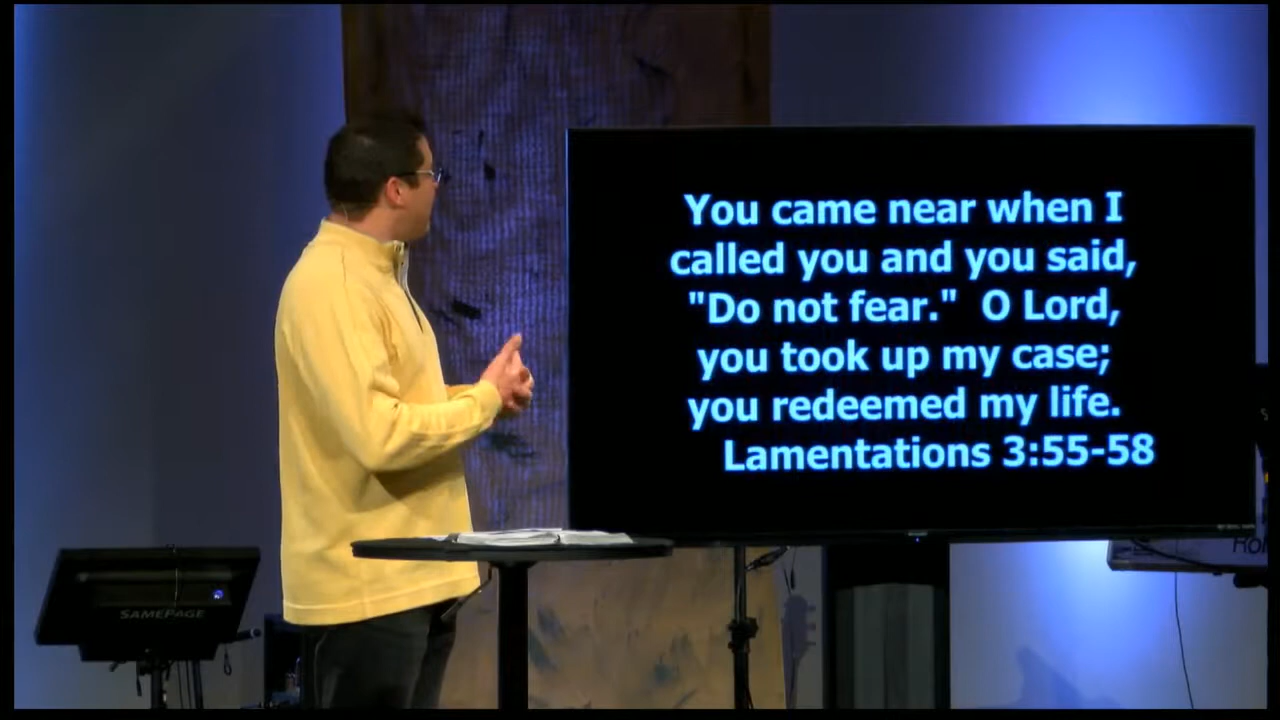 You came near when I
called you and you said,
"Do not fear."  O Lord,
you took up my case;
you redeemed my life.
Lamentations 3:55-58
SAMEPAGE